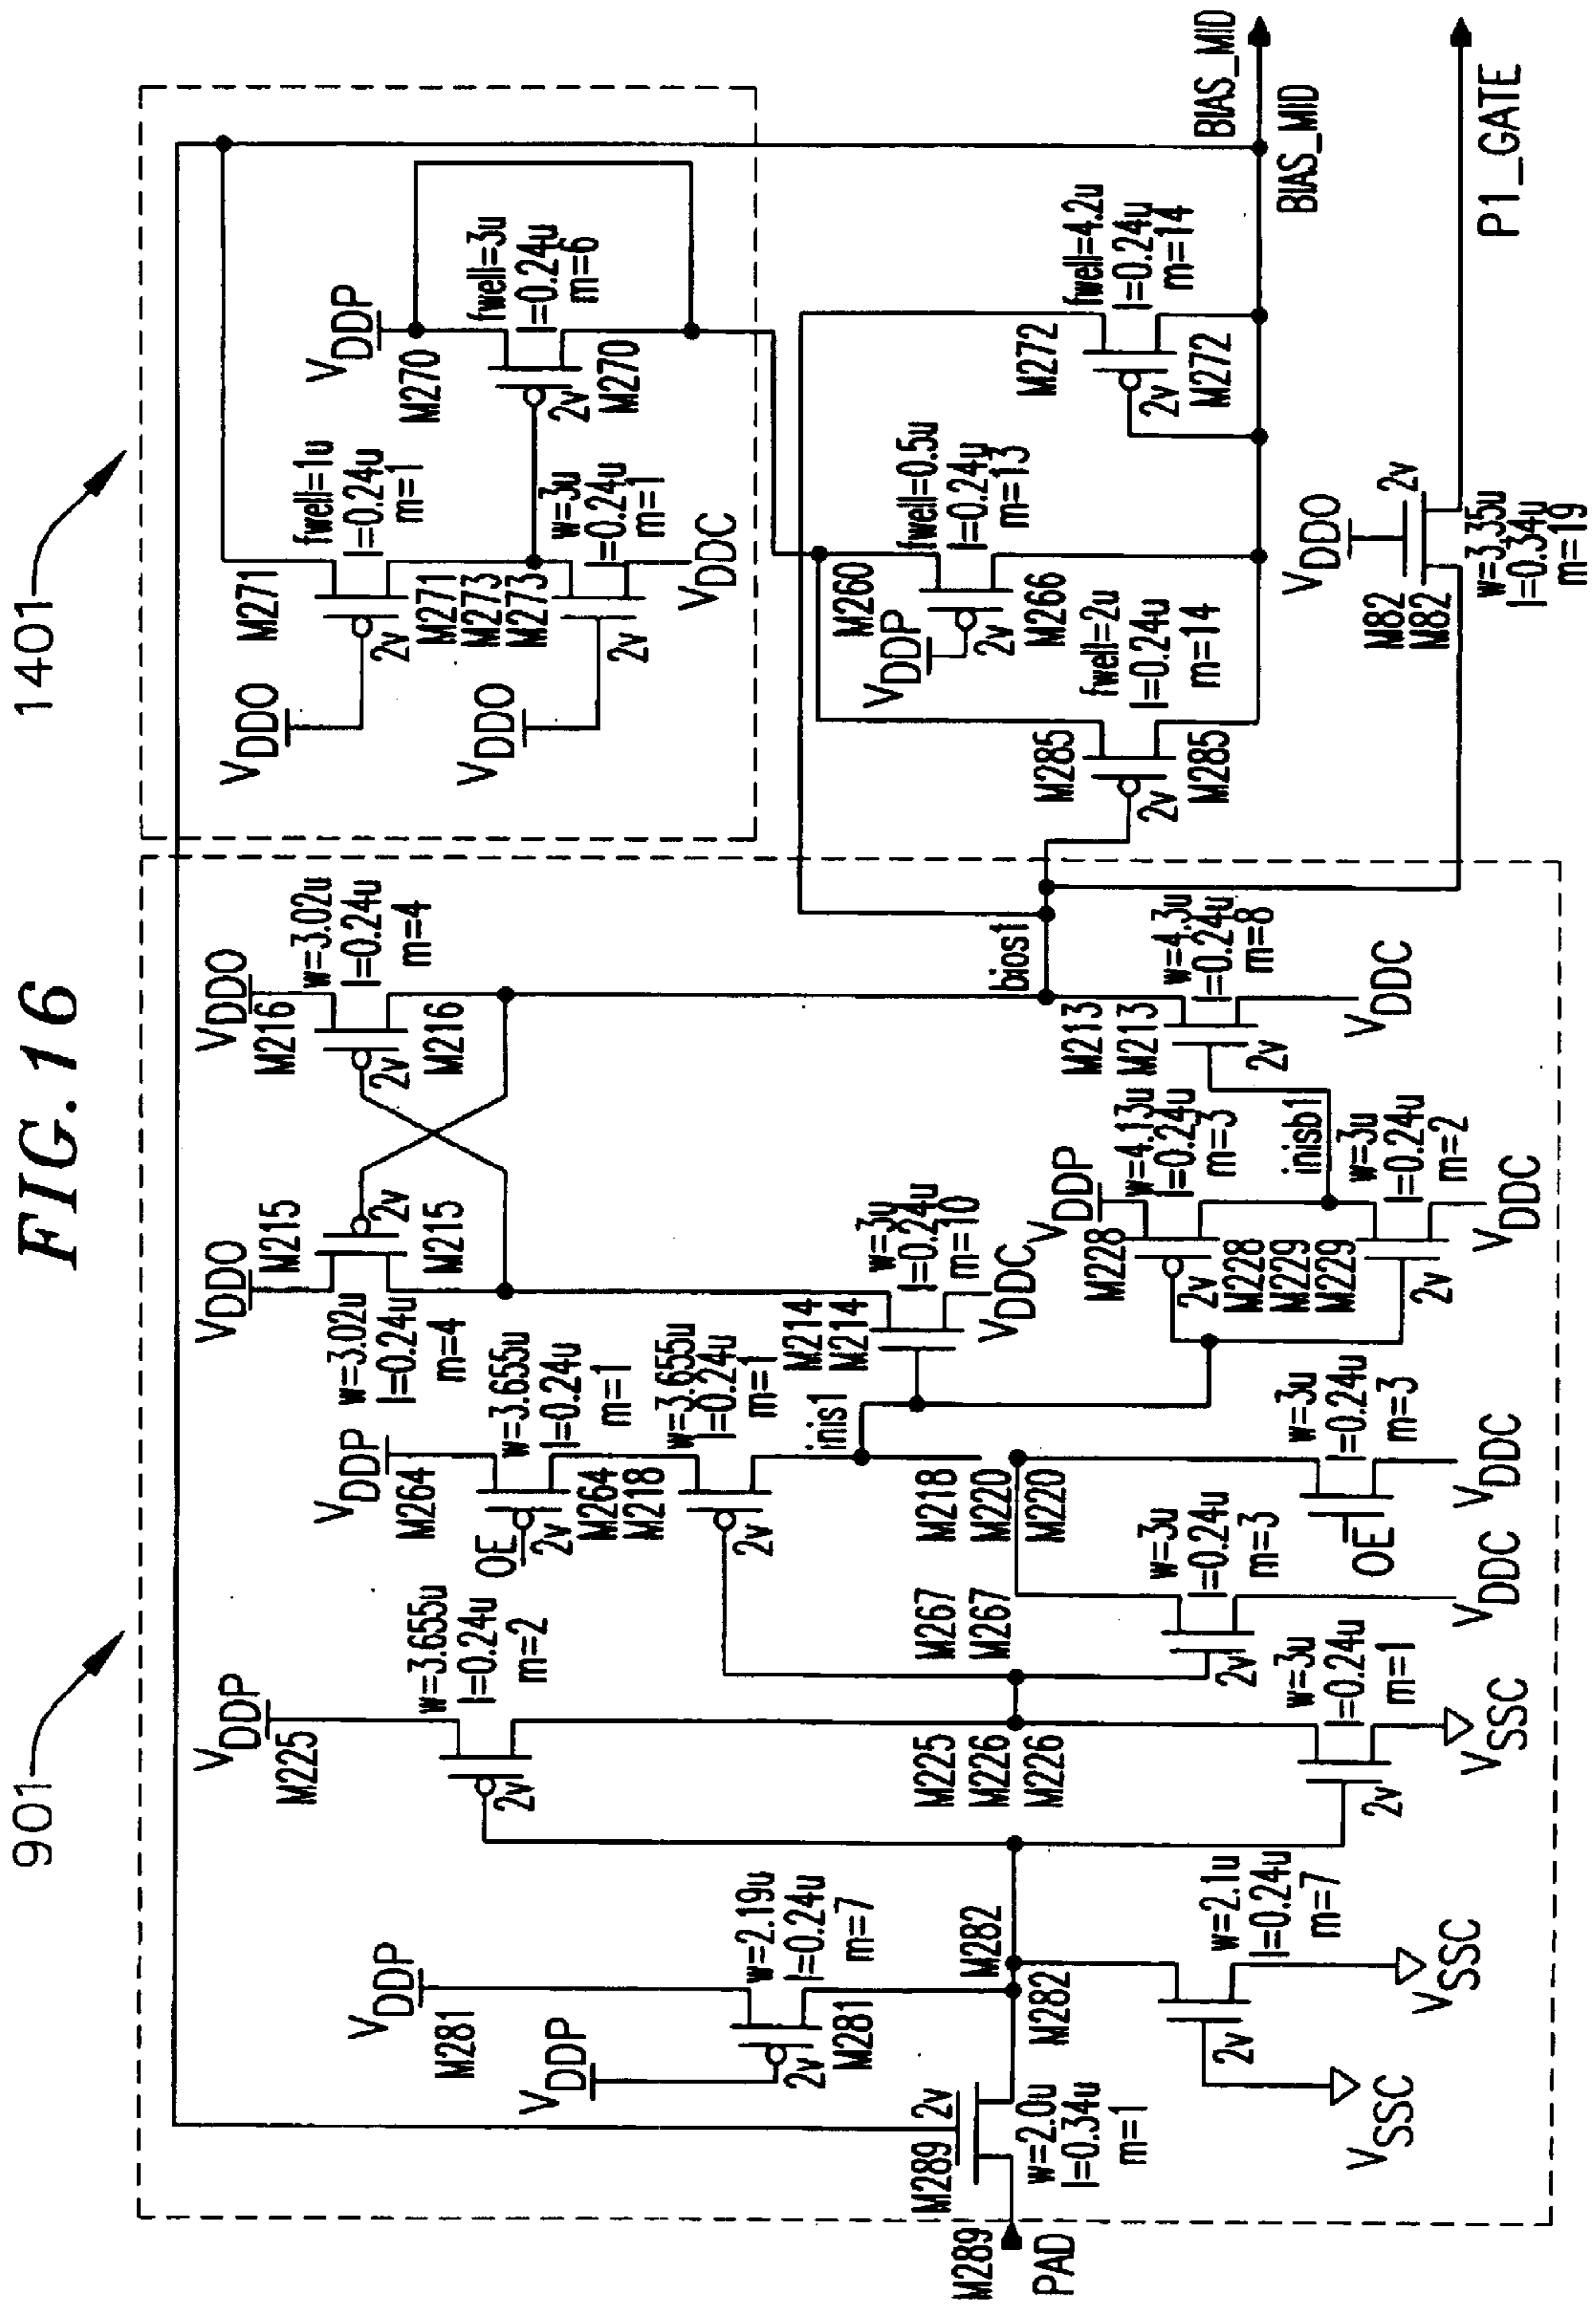 FIG. 16
901
1401
VDDP
M225
w=3.655u
l=0.24u
m=2
2v
VDDP
M281
VDDP
w=2.19u
l=0.24u
m=7
2v
M281
M289
2v
M289
PAD
w=2.0u
l=0.34u
m=1
M282
M282
w=2.1u
l=0.24u
m=7
2v
VSSC
VSSC
M225
M226
M226
w=3u
l=0.24u
m=1
2v
VSSC
VDDP
M264
w=3.655u
l=0.24u
m=1
OE
2v
M264
M218
w=3.655u
l=0.24u
m=1
2v
inis1
M218
M220
M220
M267
M267
w=3u
l=0.24u
m=3
2v
VDDC
w=3u
l=0.24u
m=3
OE
VDDC
VDDO
M215
M215
2v
w=3.02u
l=0.24u
m=4
VDDO
M216
w=3.02u
l=0.24u
m=4
2v
M216
M214
M214
w=3u
l=0.24u
m=10
VDDC
VDDP
M228
w=4.13u
l=0.24u
m=3
2v
M228
M229
M229
inisb1
w=3u
l=0.24u
m=2
2v
VDDC
bios1
M213
M213
w=4.3u
l=0.24u
m=8
2v
VDDC
VDDO
M271
fwell=1u
l=0.24u
m=1
2v
M271
M273
M273
VDDO
w=3u
l=0.24u
m=1
2v
VDDC
VDDP
M270
fwell=3u
l=0.24u
m=6
2v
M270
M260
VDDP
fwell=0.5u
l=0.24u
m=13
2v
M266
M285
fwell=2u
l=0.24u
m=14
2v
M285
M272
fwell=4.2u
l=0.24u
m=14
2v
M272
BIAS_MID
BIAS_MID
VDDO
M82
M82
2v
w=3.35u
l=0.34u
m=19
P1_GATE